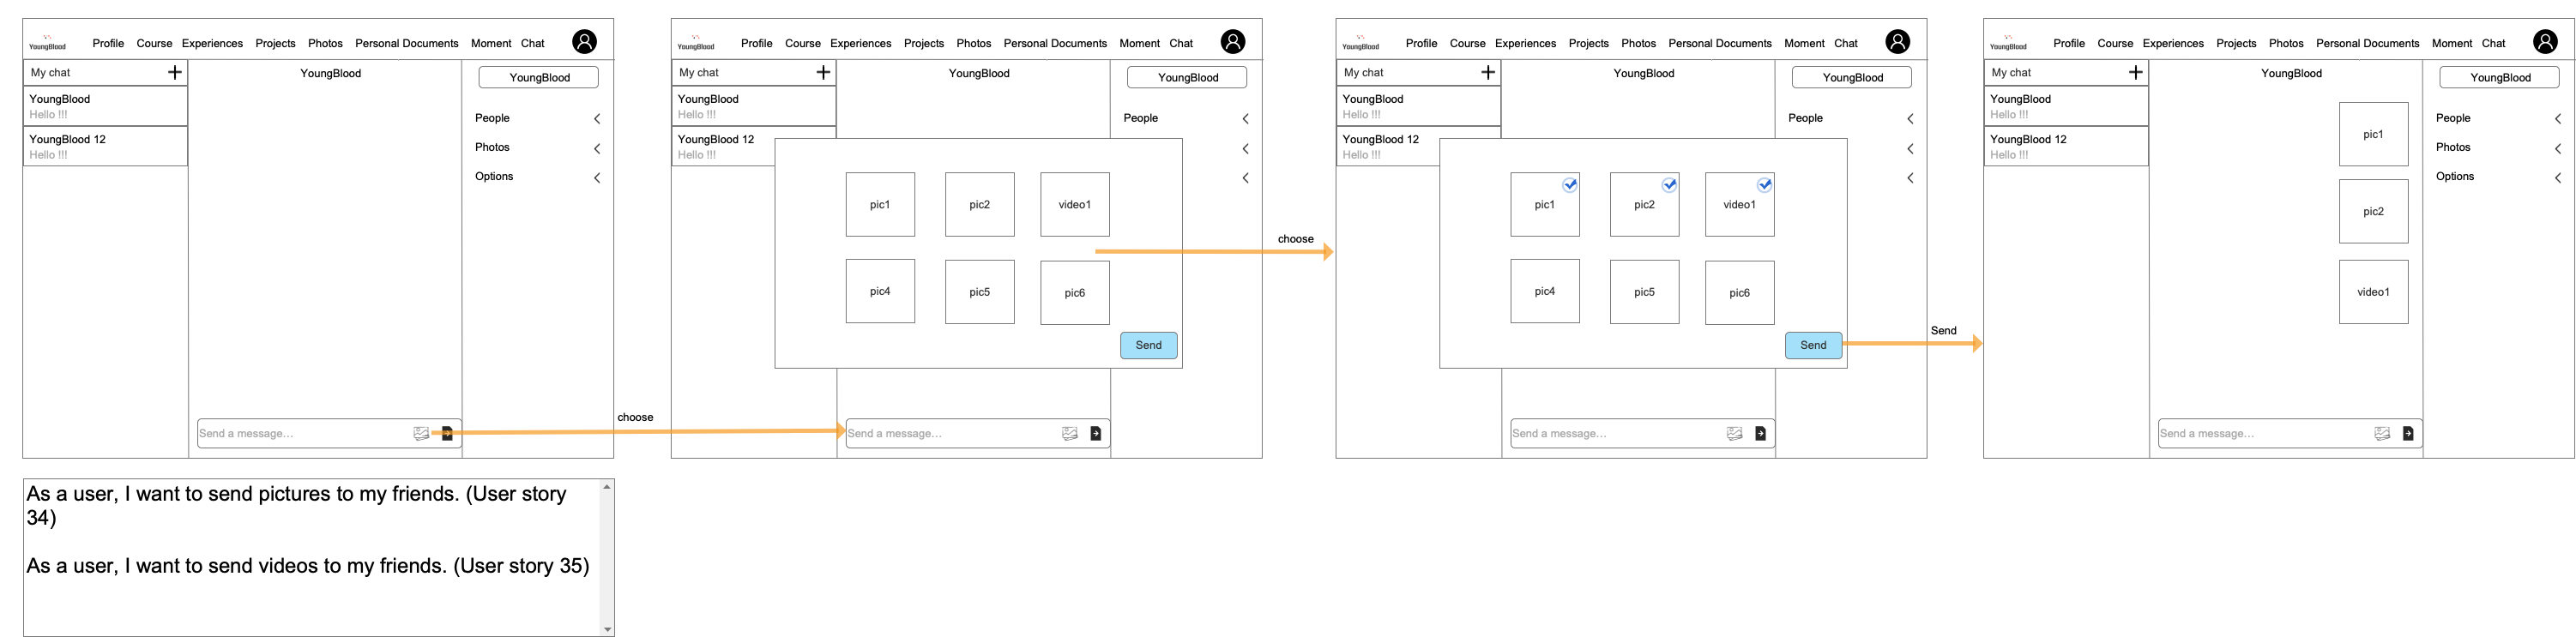 YoungBlood Profile Course Experiences Projects Photos Personal Documents Moment Chat
My chat
YoungBlood
Hello !!!
YoungBlood 12
Hello !!!
YoungBlood
YoungBlood
People
Photos
Options
Send a message...
choose
YoungBlood Profile Course Experiences Projects Photos Personal Documents Moment Chat
My chat
YoungBlood
Hello !!!
YoungBlood 12
Hello !!!
YoungBlood
YoungBlood
People
pic1 pic2 video1
pic4 pic5 pic6
Send
Send a message...
choose
YoungBlood Profile Course Experiences Projects Photos Personal Documents Moment Chat
My chat
YoungBlood
Hello !!!
YoungBlood 12
Hello !!!
YoungBlood
YoungBlood
People
pic1 pic2 video1
pic4 pic5 pic6
Send
Send a message...
Send
YoungBlood Profile Course Experiences Projects Photos Personal Documents Moment Chat
My chat
YoungBlood
Hello !!!
YoungBlood 12
Hello !!!
YoungBlood
pic1
pic2
video1
YoungBlood
People
Photos
Options
Send a message...
As a user, I want to send pictures to my friends. (User story
34)
As a user, I want to send videos to my friends. (User story 35)